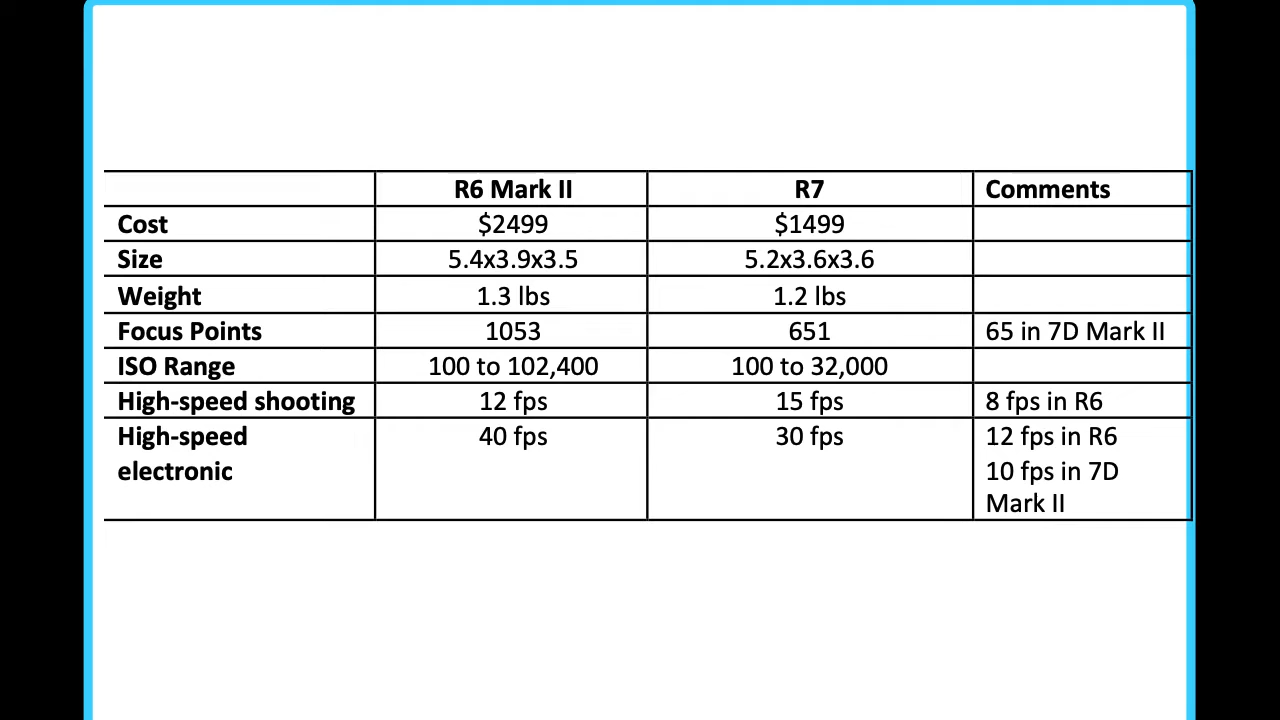 R6 Mark II R7 Comments
Cost $2499 $1499
Size 5.4x3.9x3.5 5.2x3.6x3.6
Weight 1.3 lbs 1.2 lbs
Focus Points 1053 651 65 in 7D Mark II
ISO Range 100 to 102,400 100 to 32,000
High-speed shooting 12 fps 15 fps 8 fps in R6
High-speed 40 fps 30 fps 12 fps in R6
electronic 10 fps in 7D
Mark II